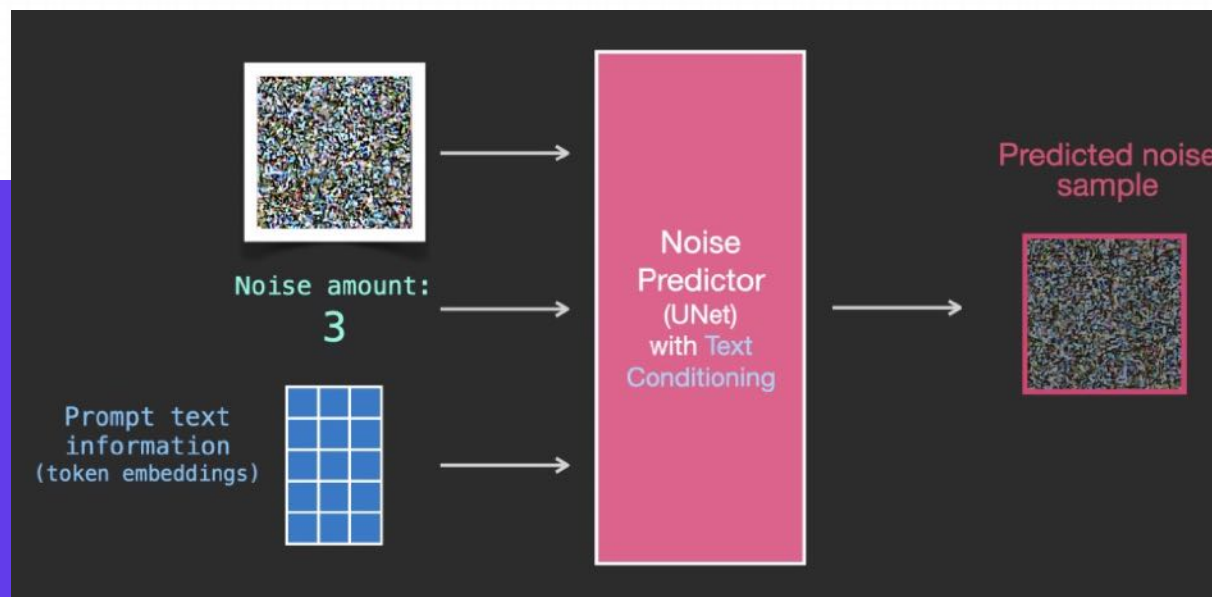 Noise amount:
3
Prompt text
information
(token embeddings)
Noise
Predictor
(UNet)
with Text
Conditioning
Predicted noise
sample